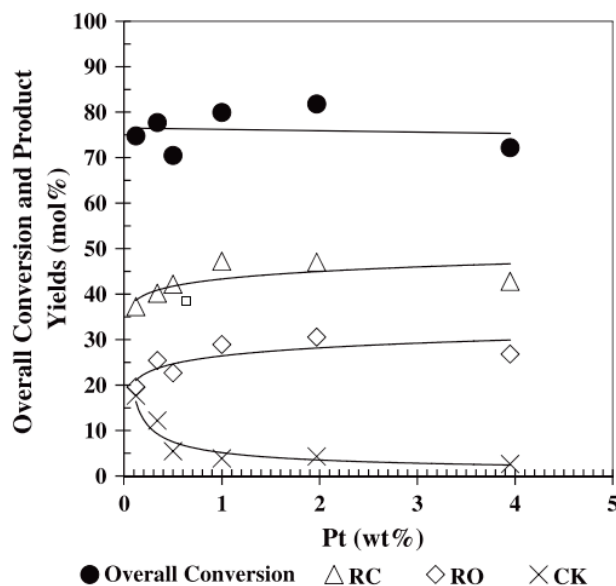 Overall Conversion and Product
Yields (mol%)
100
90
80
70
60
50
40
30
20
10
0
0 1 2 3 4 5
Pt (wt%)
Overall Conversion RC RO CK